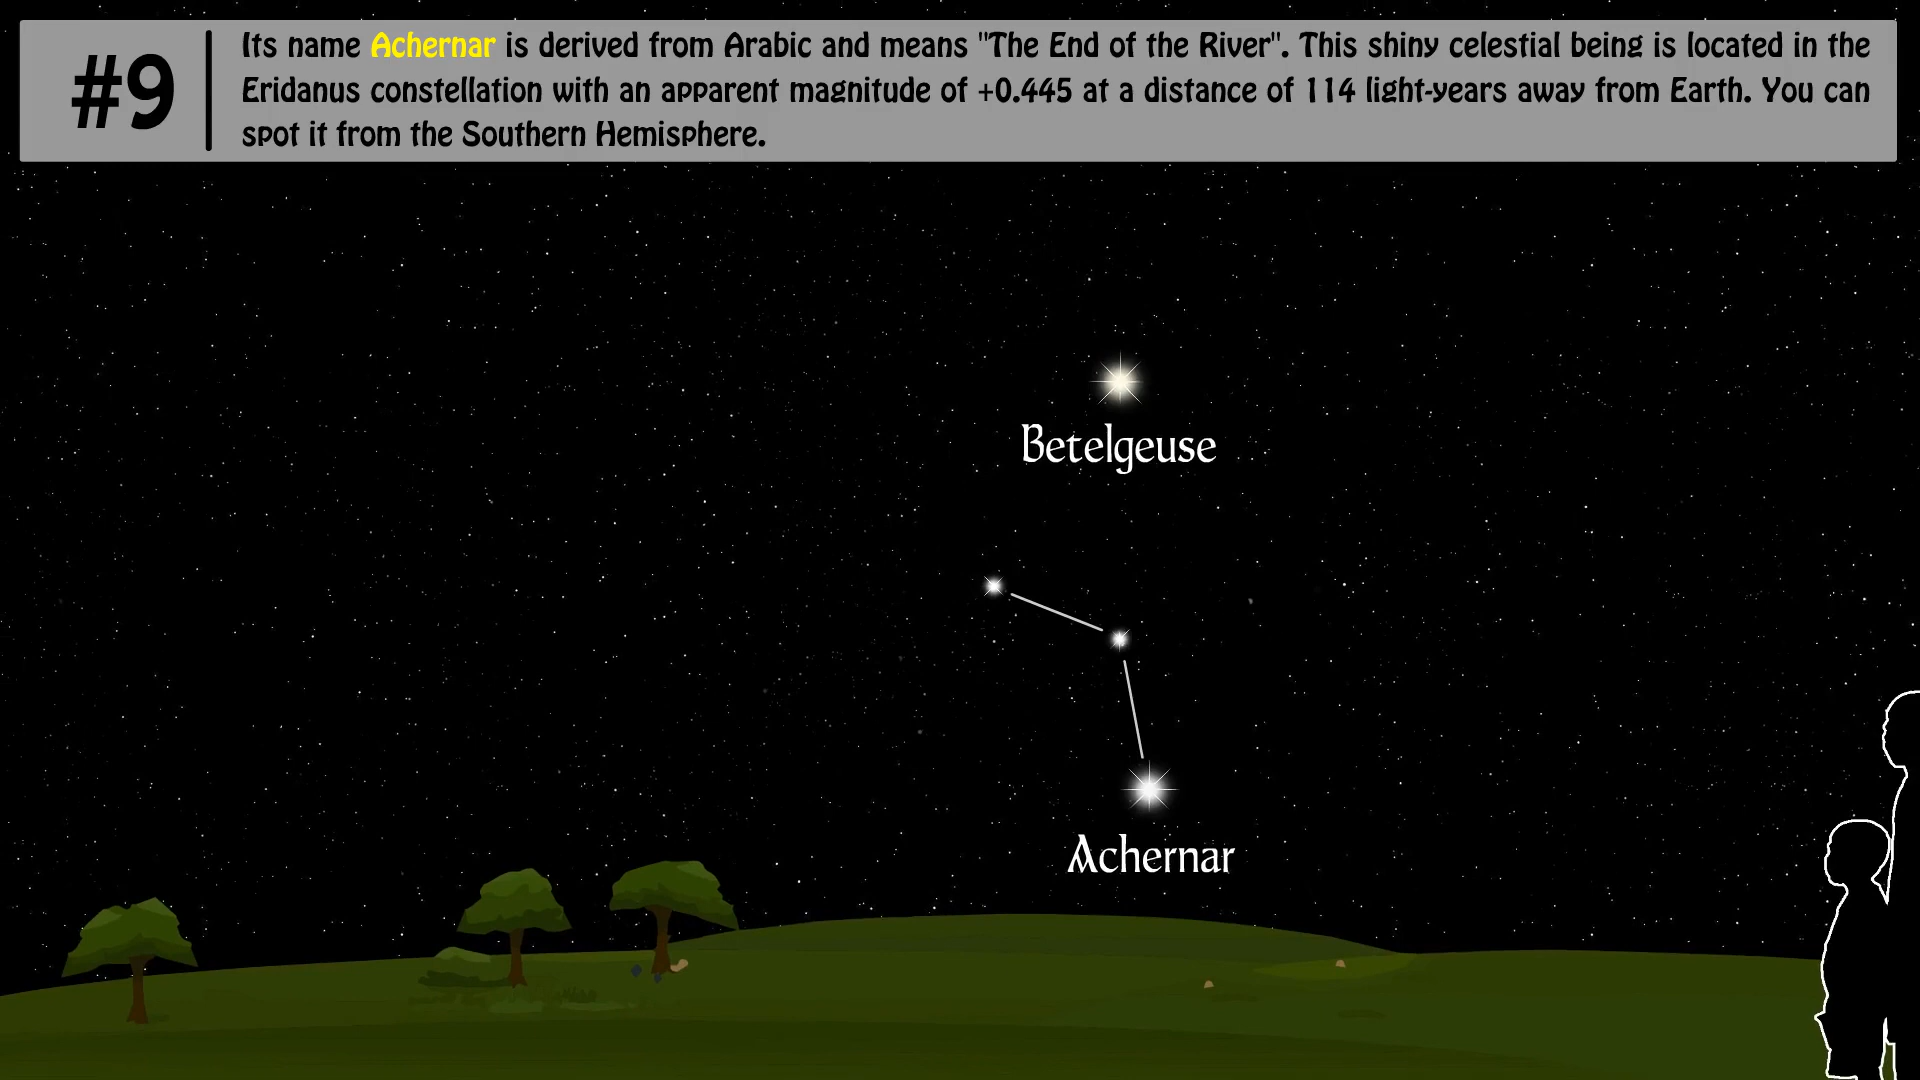 #9
Its name Achernar is derived from Arabic and means "The End of the River". This shiny celestial being is located in the
Eridanus constellation with an apparent magnitude of +0.445 at a distance of 114 light-years away from Earth. You can
spot it from the Southern Hemisphere.
Betelgeuse
Achernar